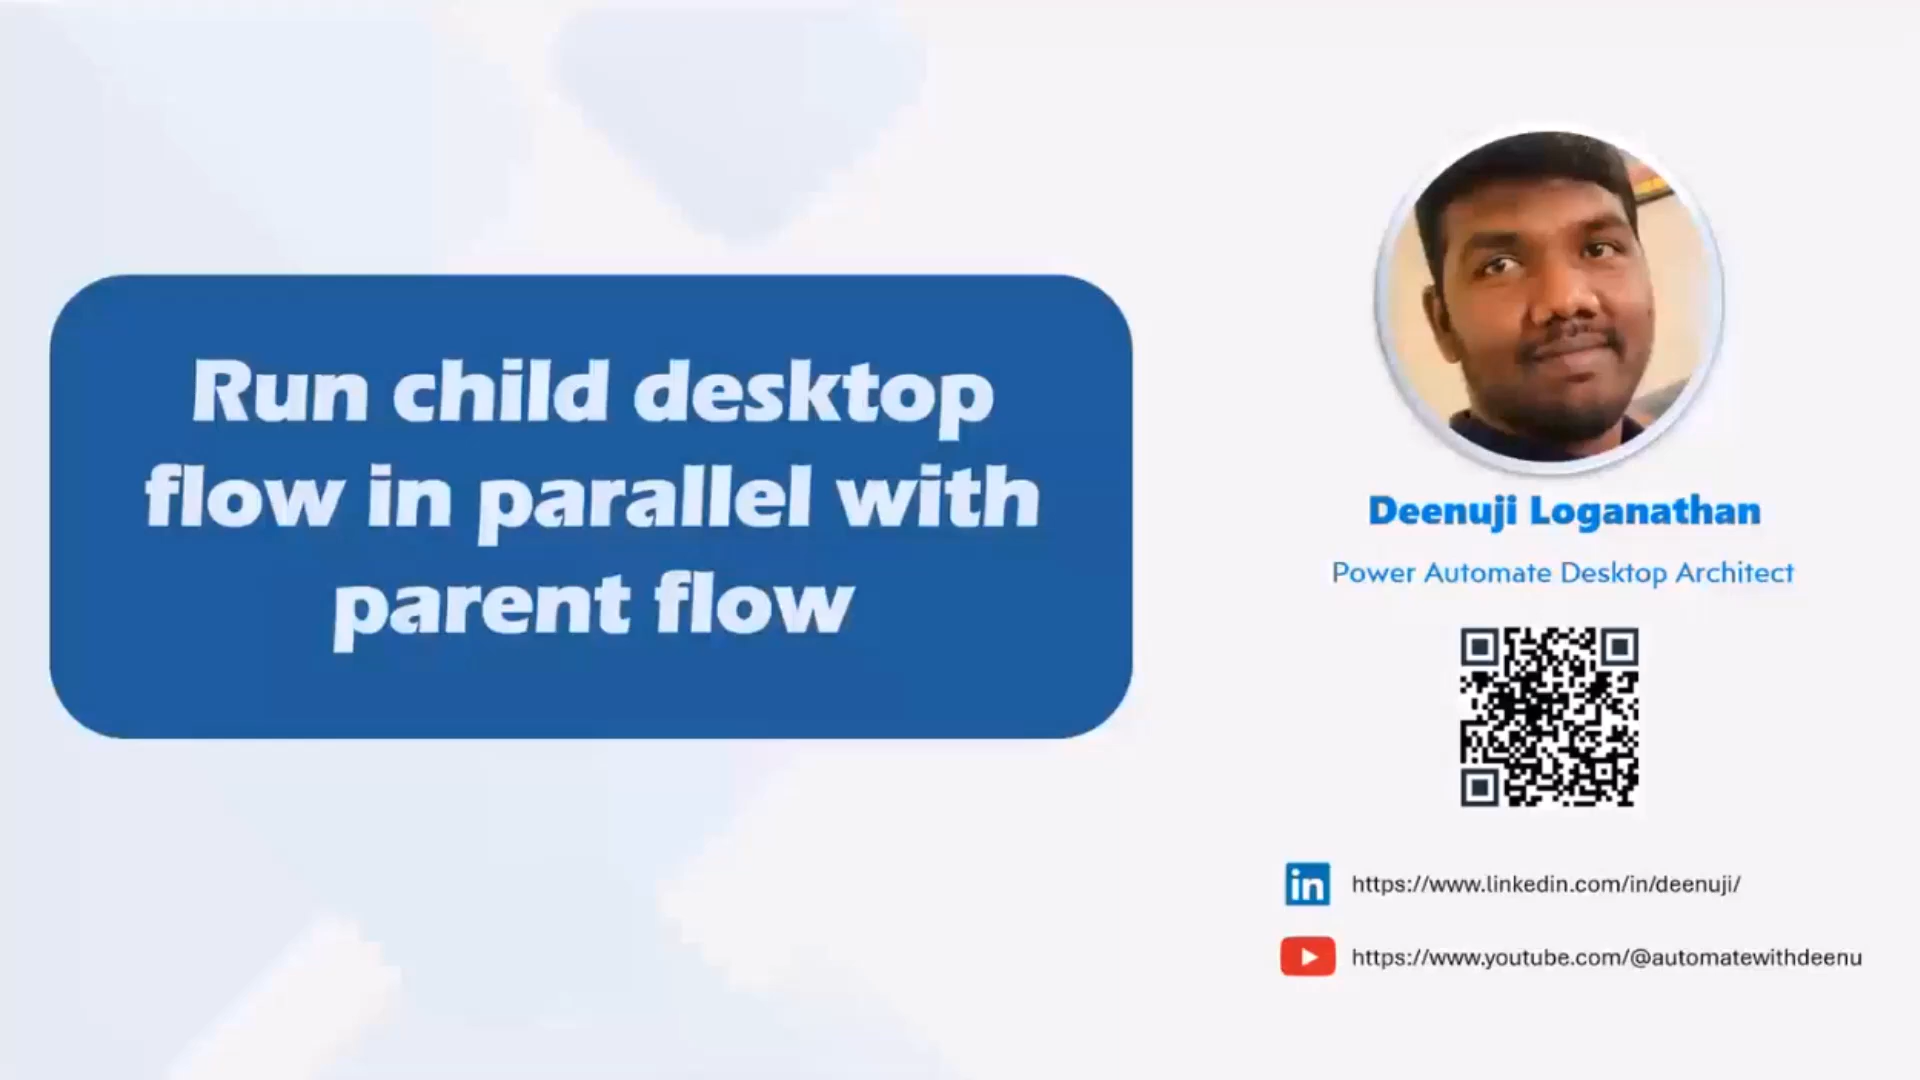 Run child desktop
flow in parallel with
parent flow
Deenuji Loganathan
Power Automate Desktop Architect
in https://www.linkedin.com/in/deenuji/
https://www.youtube.com/@automatewithdeenu